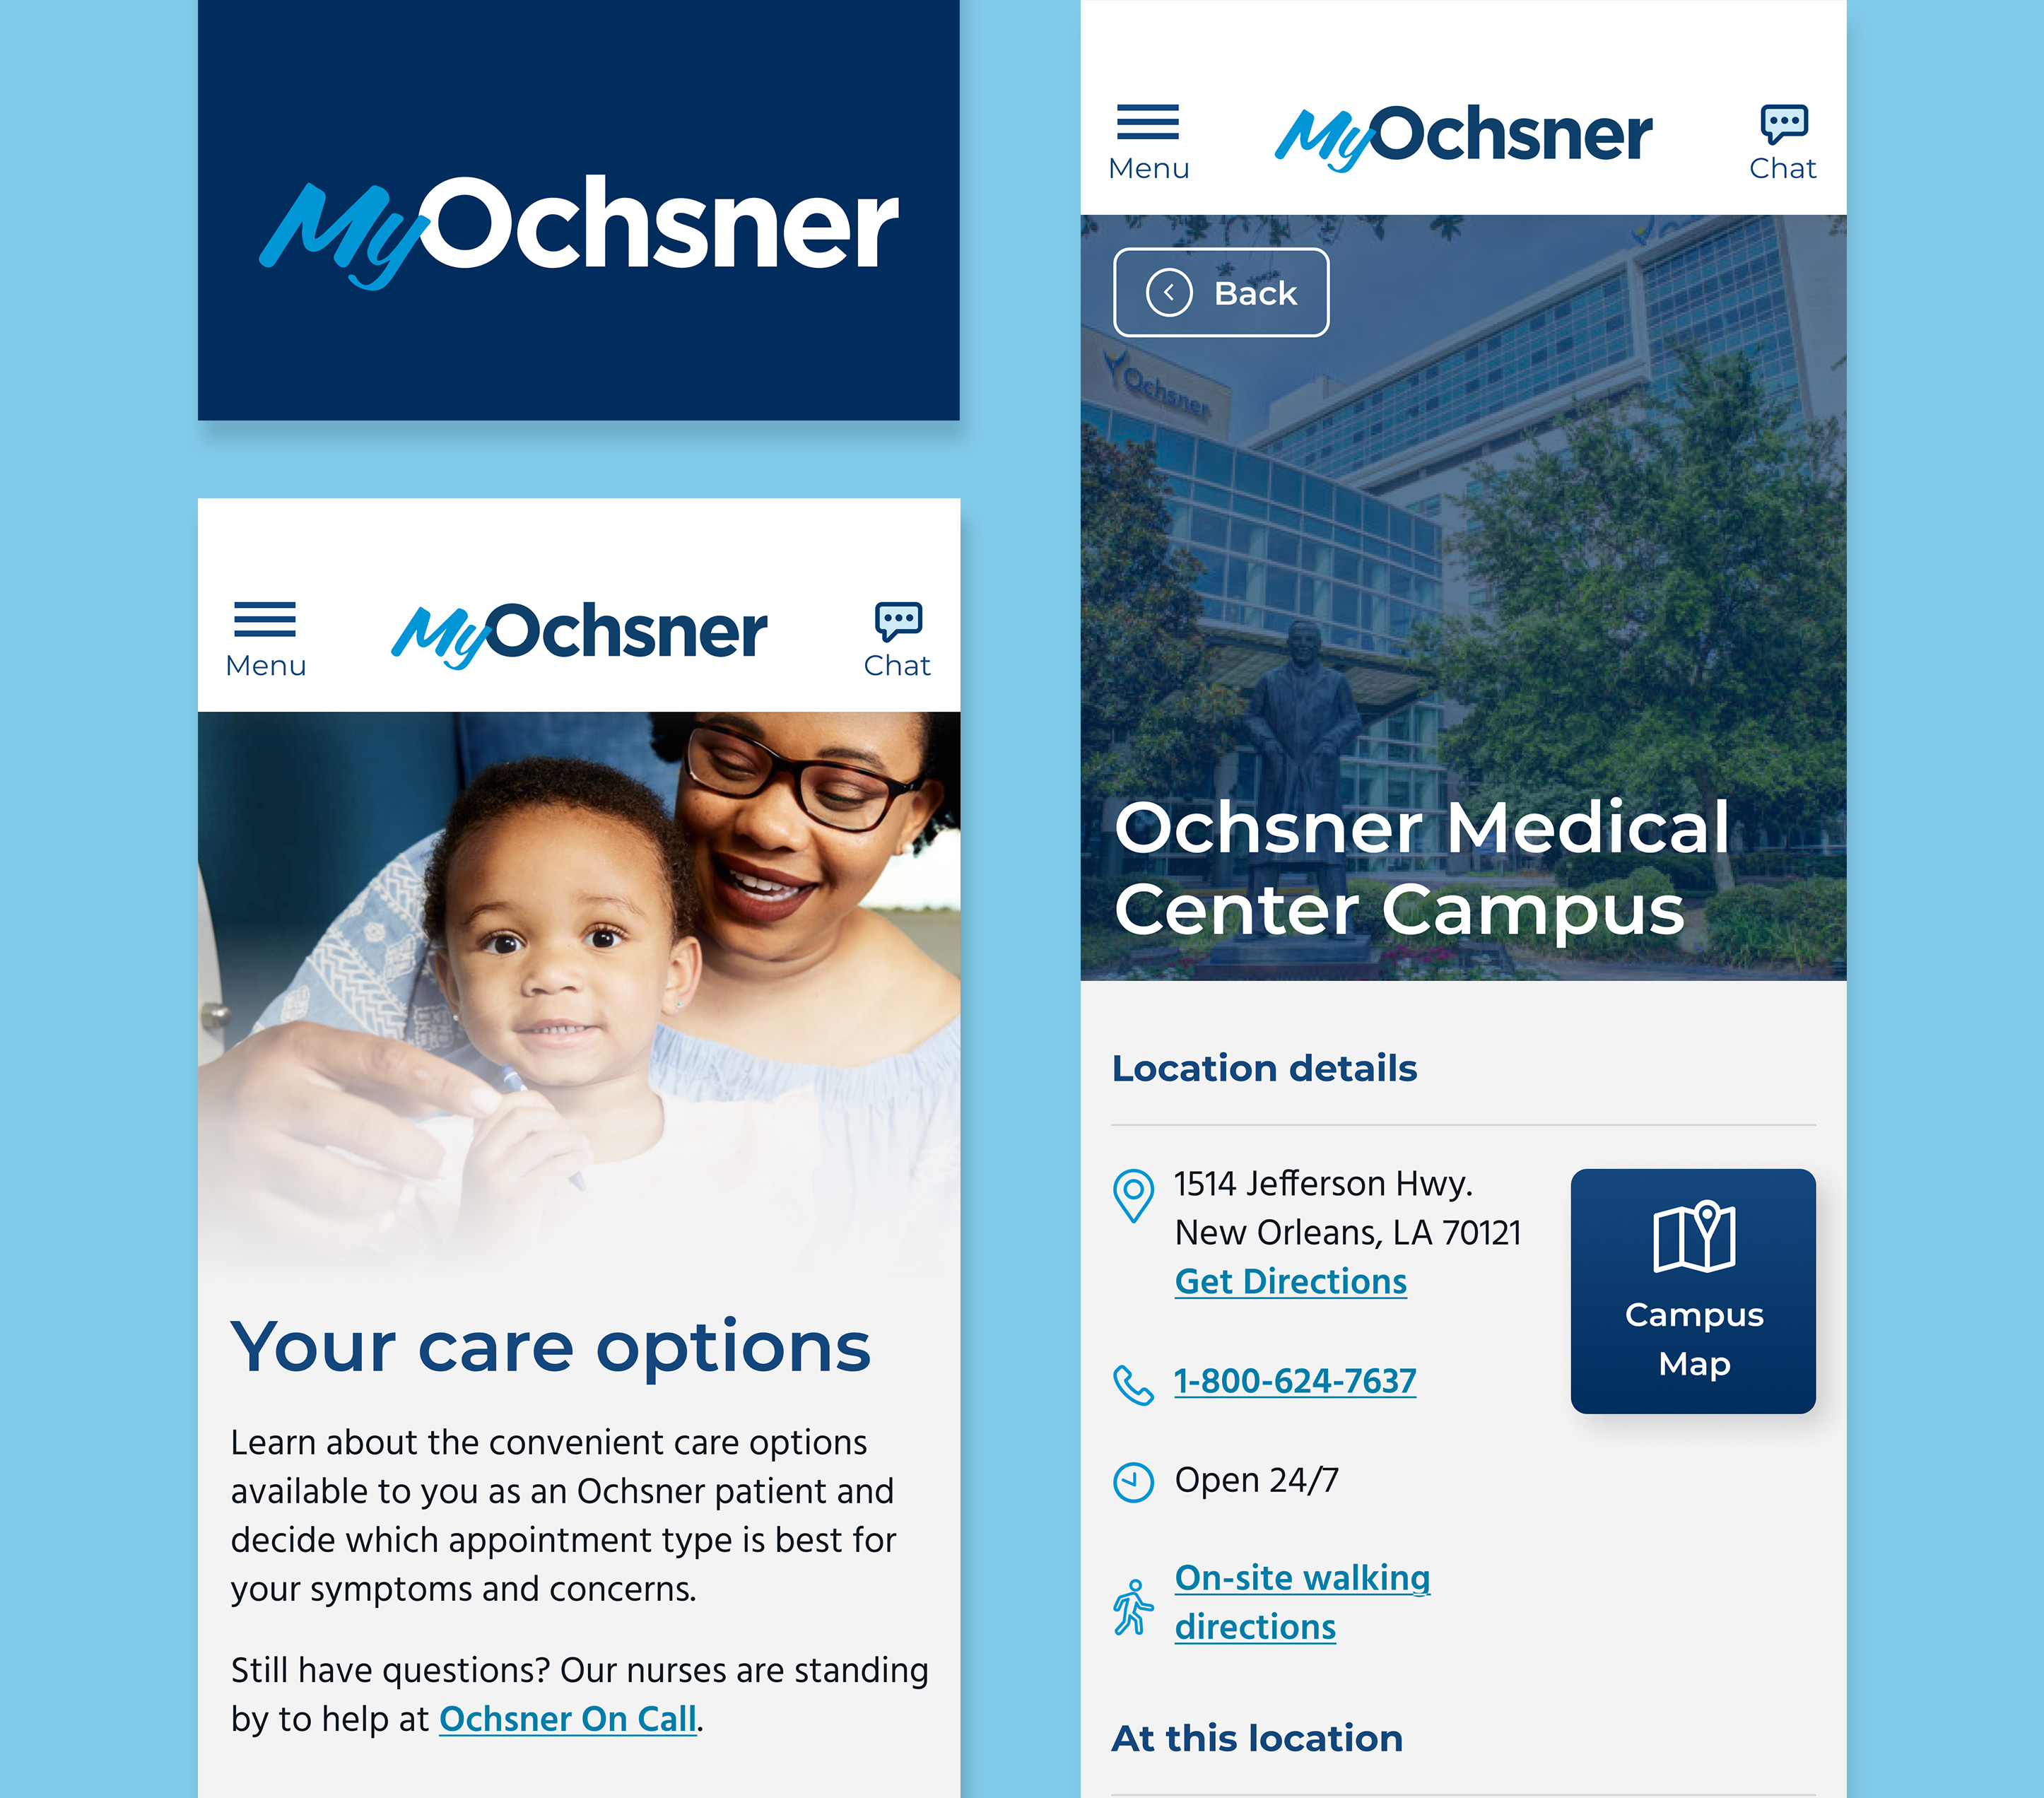 MyOchsner
Menu
MyOchsner
Chat
Your care options
Learn about the convenient care options
available to you as an Ochsner patient and
decide which appointment type is best for
your symptoms and concerns.
Still have questions? Our nurses are standing
by to help at Ochsner On Call.
Menu
MyOchsner
Chat
Back
Ochsner
Ochsner Medical
Center Campus
Location details
1514 Jefferson Hwy.
New Orleans, LA 70121
Get Directions
Campus
Map
1-800-624-7637
Open 24/7
On-site walking
directions
At this location